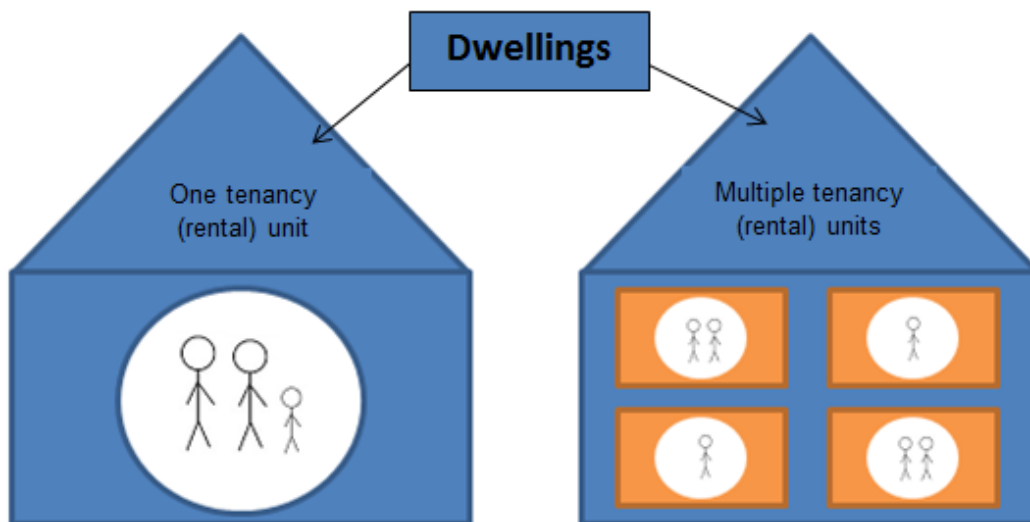 Dwellings
One tenancy
(rental) unit
Multiple tenancy
(rental) units